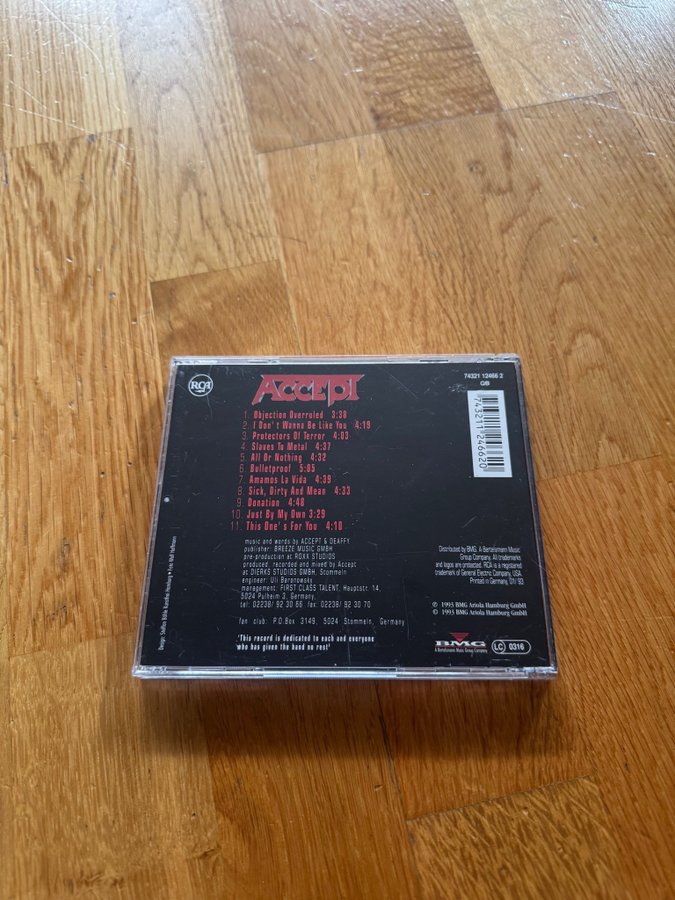 RCA
ACCEPT
74321 12466 2
GB
743211246620
1. Objection Overruled 3:38
2. I Don't Wanna Be Like You 4:19
3. Protectors Of Terror 4:03
4. Slaves To Metal 4:37
5. All Or Nothing 4:32
6. Bulletproof 5:05
7. Amamos La Vida 4:39
8. Sick, Dirty And Mean 4:33
9. Donation 4:48
10. Just By My Own 3:29
11. This One's For You 4:10
music and words by ACCEPT & DEAFFY
publisher: BREEZE MUSIC GMBH
pre-production at ROXX STUDIOS
produced, recorded and mixed by Accept
at DIERKS STUDIOS GMBH, Stommeln
engineer: Uli Baronowsky
management: FIRST CLASS TALENT, Hauptstr. 14,
5024 Pulheim 3, Germany,
tel: 02238/ 92 30 66 fax: 02238/ 92 30 70
fan club: P.O.Box 3149, 5024 Stommeln, Germany
'This record is dedicated to each and everyone
who has given the band no rest'
Distributed by BMG. A Bertelsmann Music
Group Company. All trademarks
and logos are protected. RCA is a registered
trademark of General Electric Company, USA.
Printed in Germany, 01/ 93
℗ 1993 BMG Ariola Hamburg GmbH
© 1993 BMG Ariola Hamburg GmbH
BMG
A Bertelsmann Music Group Company
LC 0316